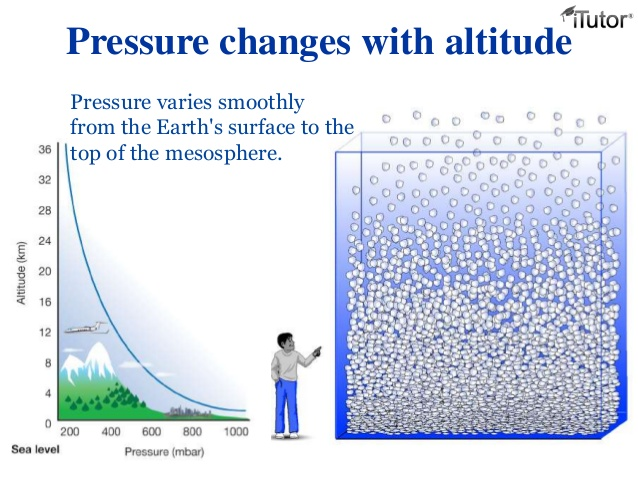 iTutor
Pressure changes with altitude
Pressure varies smoothly
from the Earth's surface to the
top of the mesosphere.
36
32
28
24
20
16
12
8
4
0
Altitude (km)
200 400 600 800 1000
Sea level
Pressure (mbar)